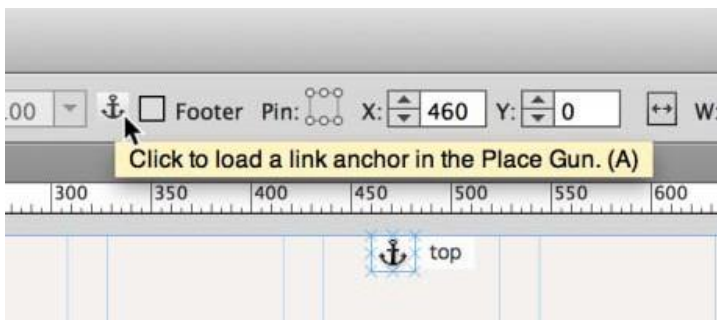 .00 Footer Pin: X: 460 Y: 0 W:
Click to load a link anchor in the Place Gun. (A)
300 350 400 450 500 550 600
top